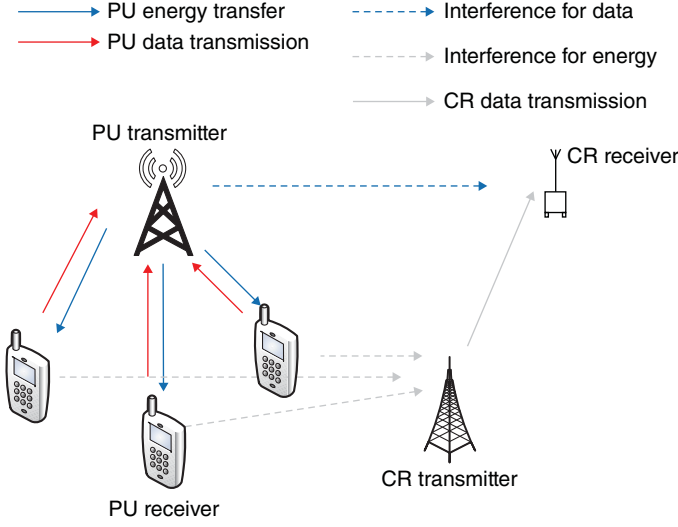 PU energy transfer
PU data transmission
Interference for data
Interference for energy
CR data transmission
PU transmitter
CR receiver
CR transmitter
PU receiver